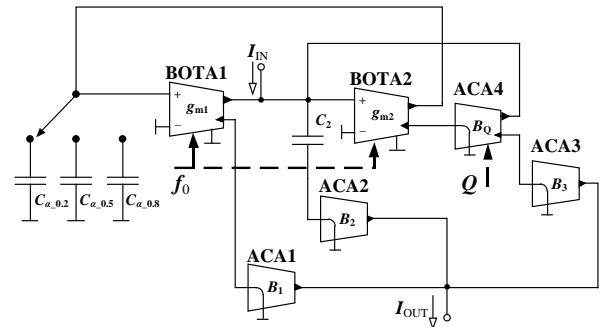 I_IN
BOTA1
BOTA2
ACA4
ACA3
+
g_m1
−
+
g_m2
−
B_Q
C_2
f_0
Q
B_3
C_α_0.2
C_α_0.5
C_α_0.8
ACA2
B_2
ACA1
B_1
I_OUT